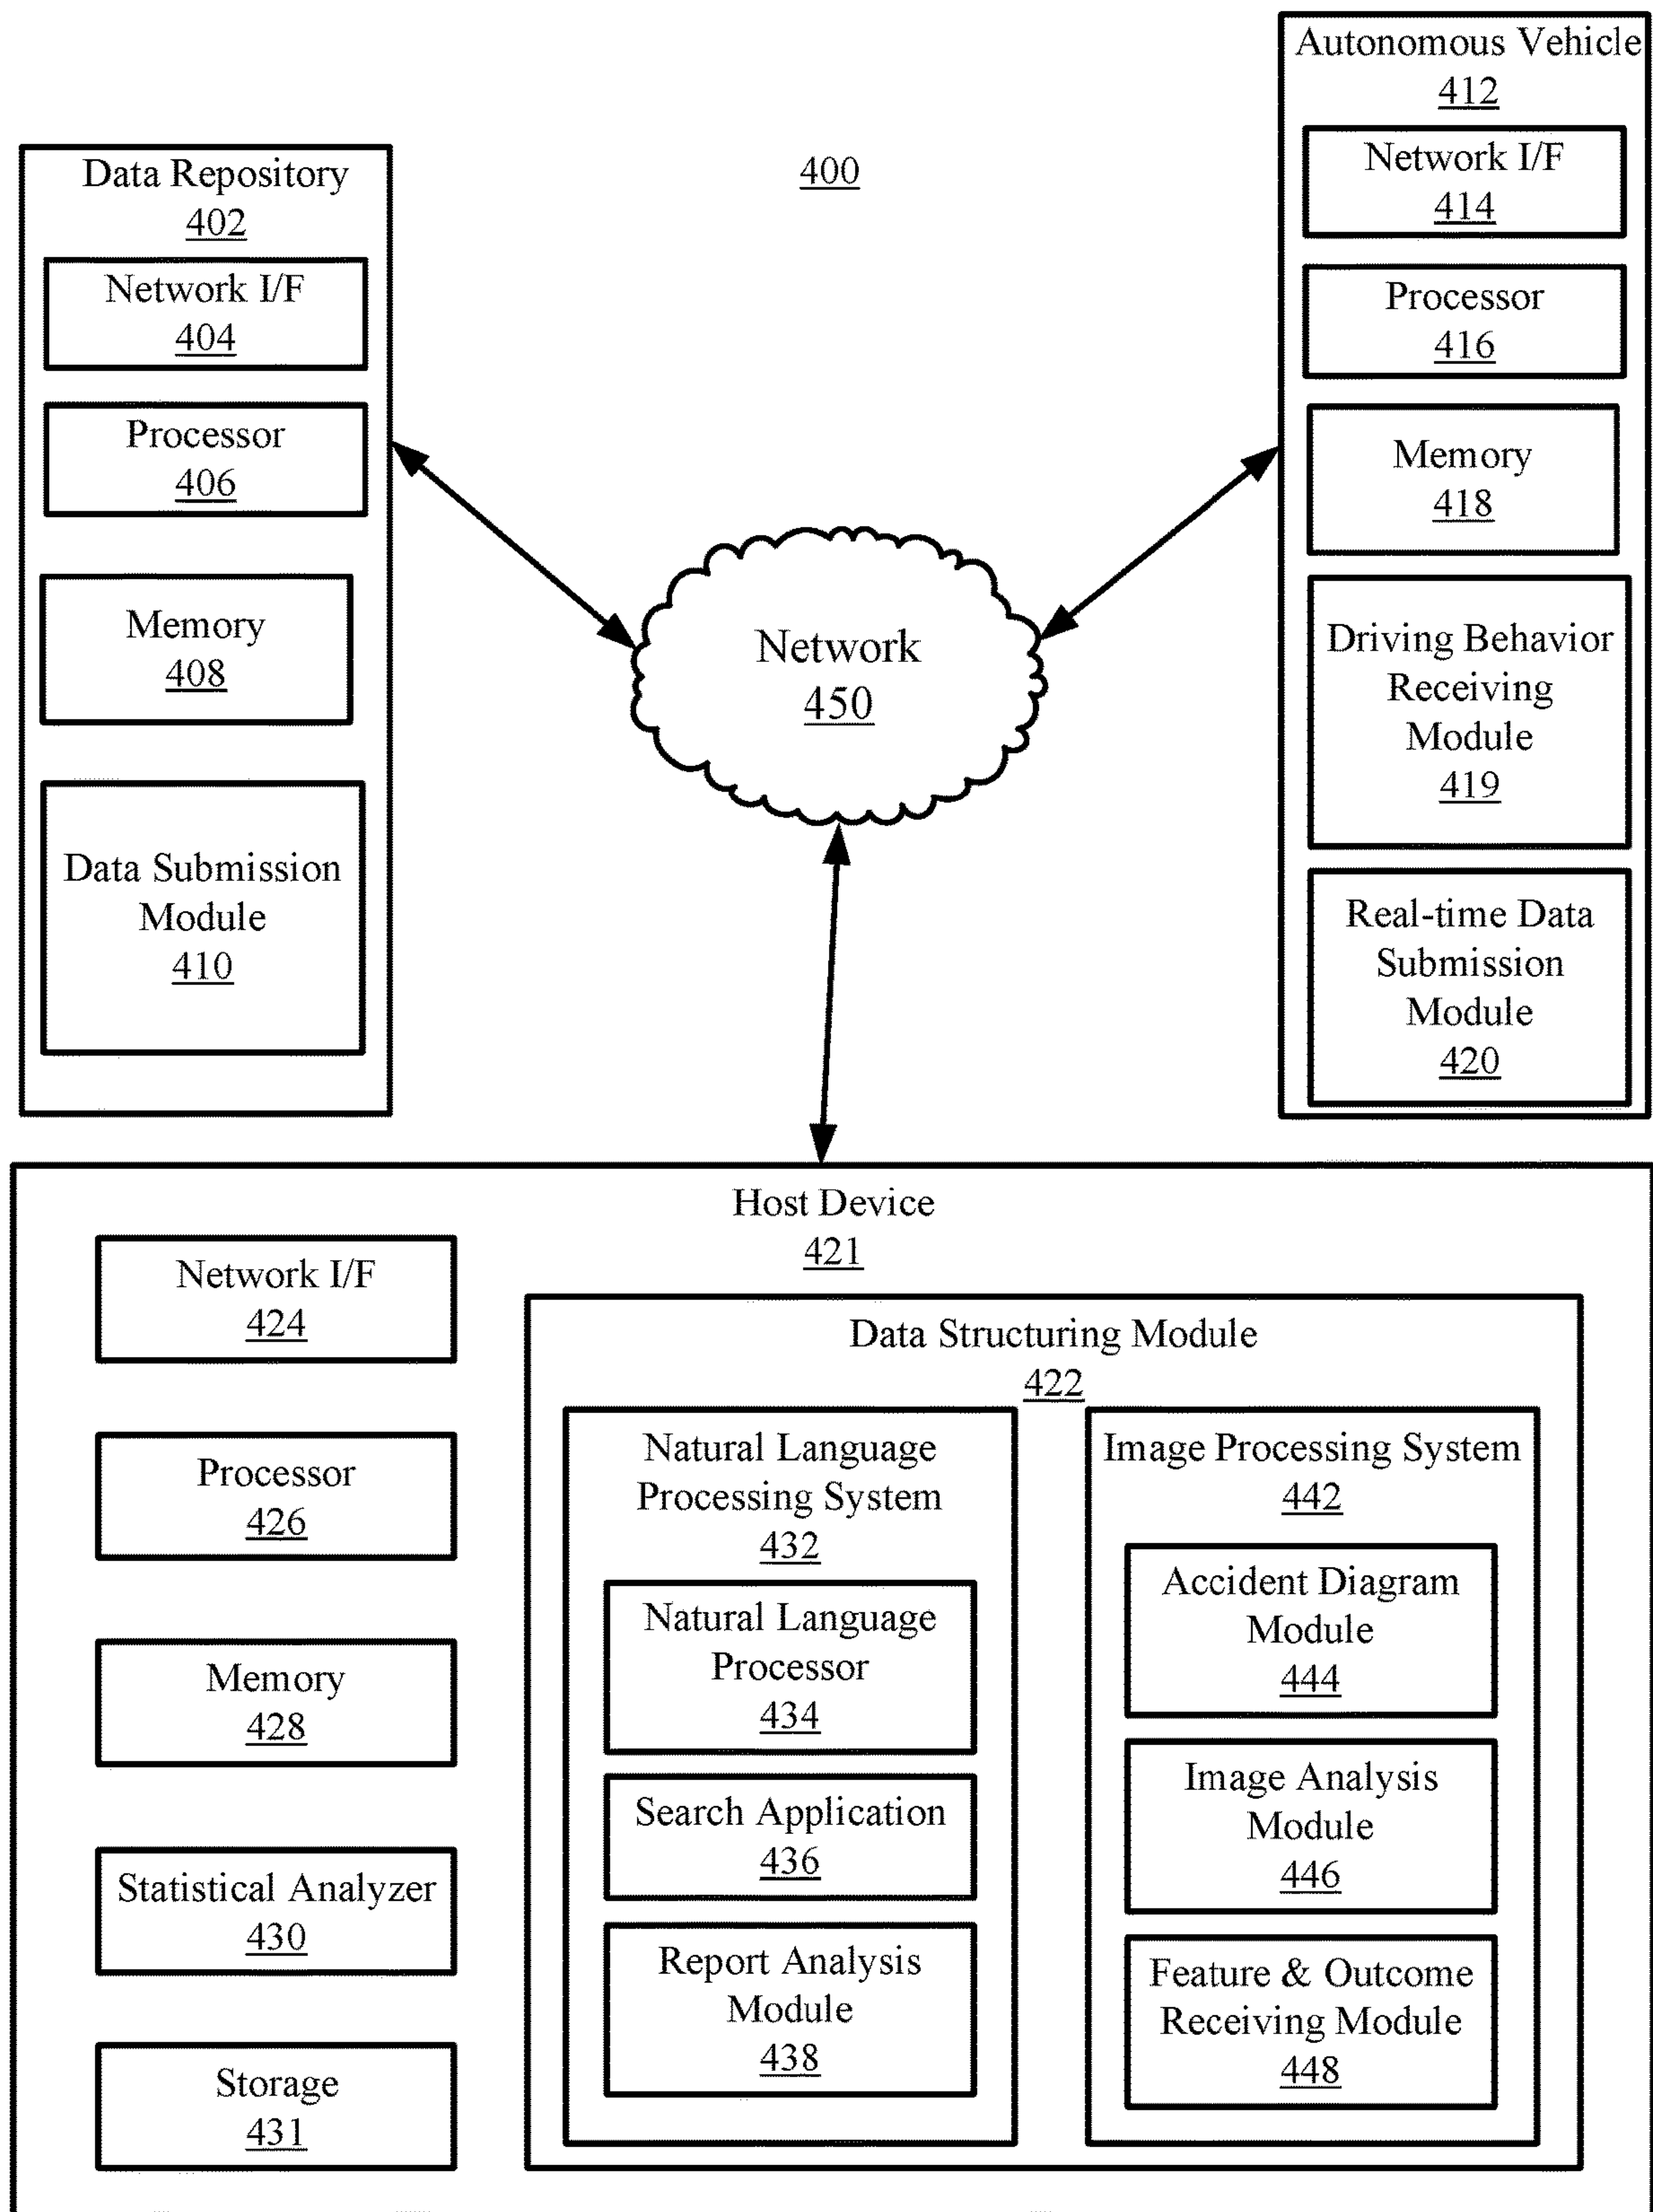 400
Data Repository
402
Network I/F
404
Processor
406
Memory
408
Data Submission
Module
410
Autonomous Vehicle
412
Network I/F
414
Processor
416
Memory
418
Driving Behavior
Receiving
Module
419
Real-time Data
Submission
Module
420
Network
450
Host Device
421
Network I/F
424
Processor
426
Memory
428
Statistical Analyzer
430
Storage
431
Data Structuring Module
422
Natural Language
Processing System
432
Natural Language
Processor
434
Search Application
436
Report Analysis
Module
438
Image Processing System
442
Accident Diagram
Module
444
Image Analysis
Module
446
Feature & Outcome
Receiving Module
448